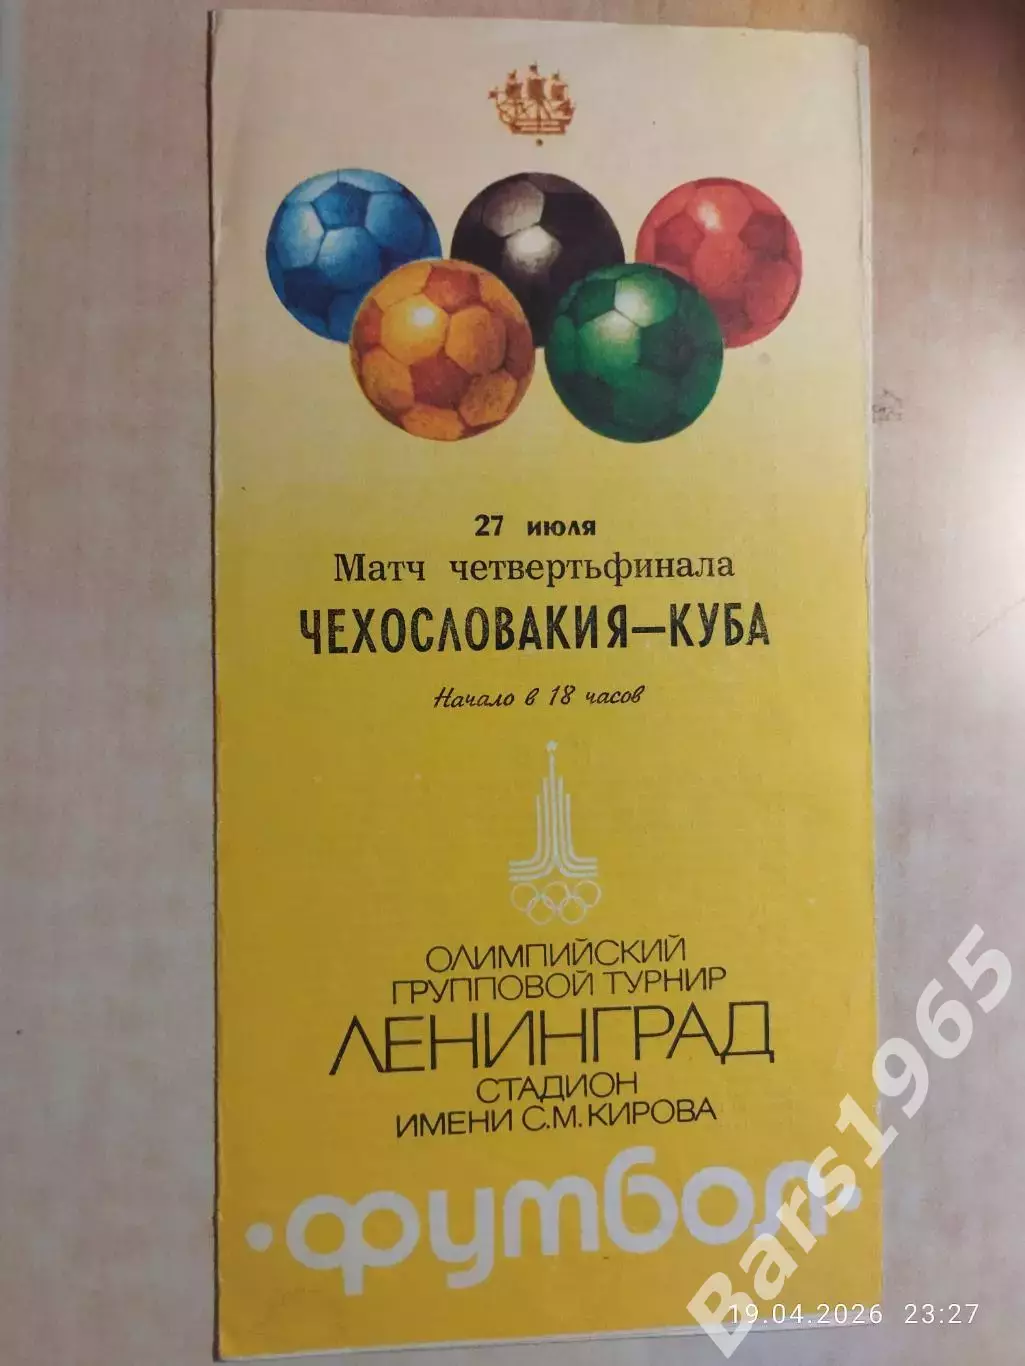 27 июля
Матч четвертьфинала
ЧЕХОСЛОВАКИЯ—КУБА
Начало в 18 часов
ОЛИМПИЙСКИЙ
ГРУППОВОЙ ТУРНИР
ЛЕНИНГРАД
СТАДИОН
ИМЕНИ С.М.КИРОВА
•футбол•
Bars1965
19.04.2026 23:27